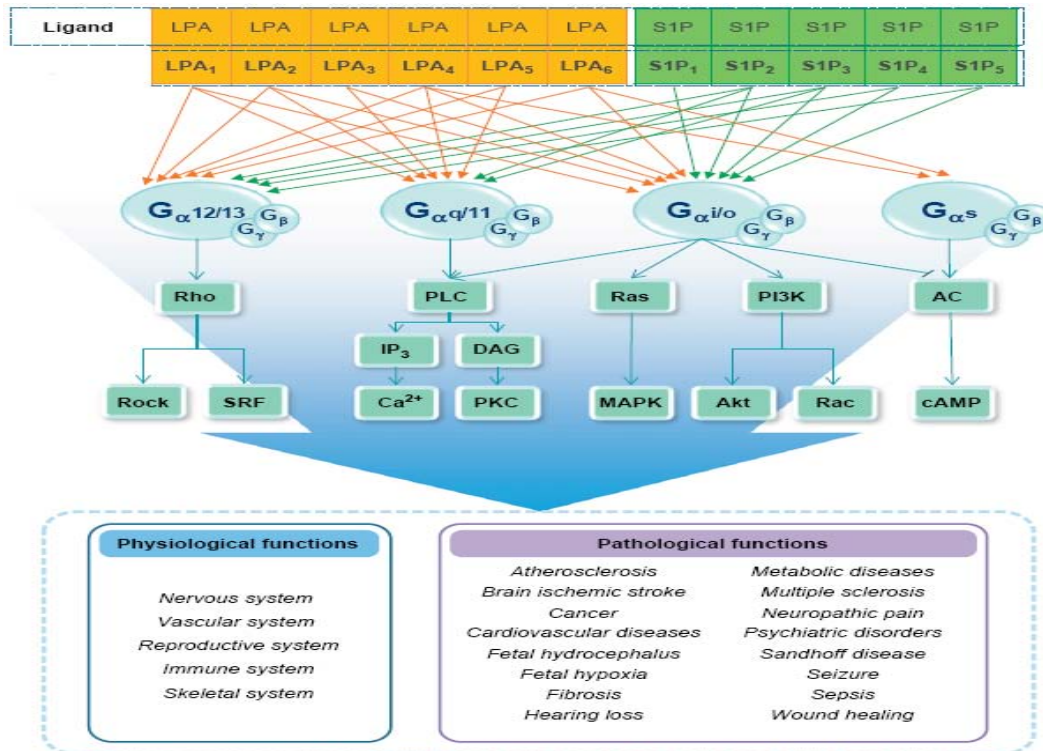 Ligand LPA LPA LPA LPA LPA LPA S1P S1P S1P S1P S1P
LPA₁ LPA₂ LPA₃ LPA₄ LPA₅ LPA₆ S1P₁ S1P₂ S1P₃ S1P₄ S1P₅
Gα12/13 Gβ Gγ Gαq/11 Gβ Gγ Gαi/o Gβ Gγ Gαs Gβ Gγ
Rho PLC Ras PI3K AC
IP₃ DAG
Rock SRF Ca²⁺ PKC MAPK Akt Rac cAMP
Physiological functions
Nervous system
Vascular system
Reproductive system
Immune system
Skeletal system
Pathological functions
Atherosclerosis
Brain ischemic stroke
Cancer
Cardiovascular diseases
Fetal hydrocephalus
Fetal hypoxia
Fibrosis
Hearing loss
Metabolic diseases
Multiple sclerosis
Neuropathic pain
Psychiatric disorders
Sandhoff disease
Seizure
Sepsis
Wound healing